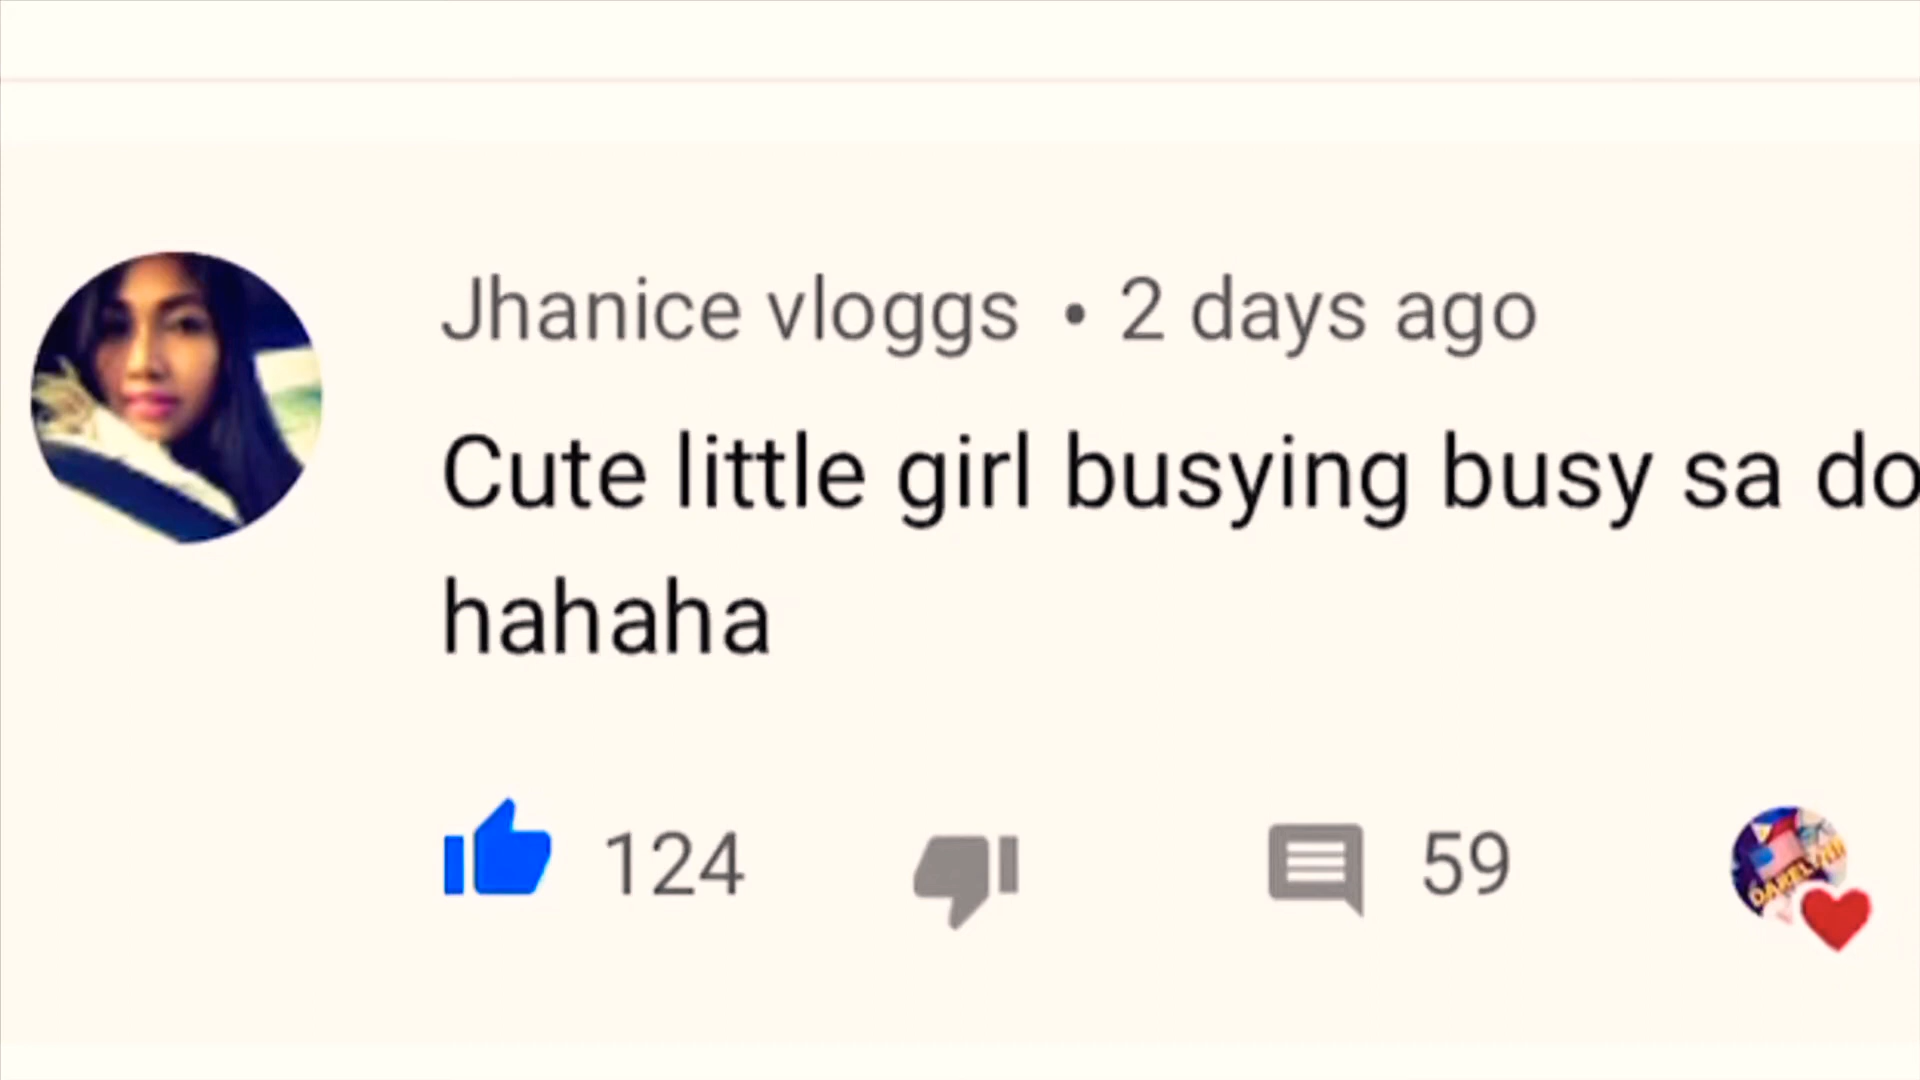 Jhanice vloggs • 2 days ago
Cute little girl busying busy sa do
hahaha
124
59